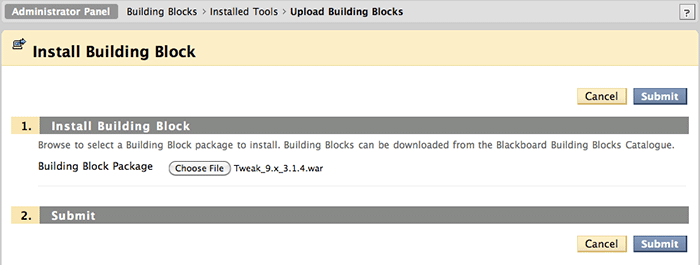 Administrator Panel Building Blocks > Installed Tools > Upload Building Blocks ?
Install Building Block
Cancel Submit
1. Install Building Block
Browse to select a Building Block package to install. Building Blocks can be downloaded from the Blackboard Building Blocks Catalogue.
Building Block Package Choose File Tweak_9.x_3.1.4.war
2. Submit
Cancel Submit